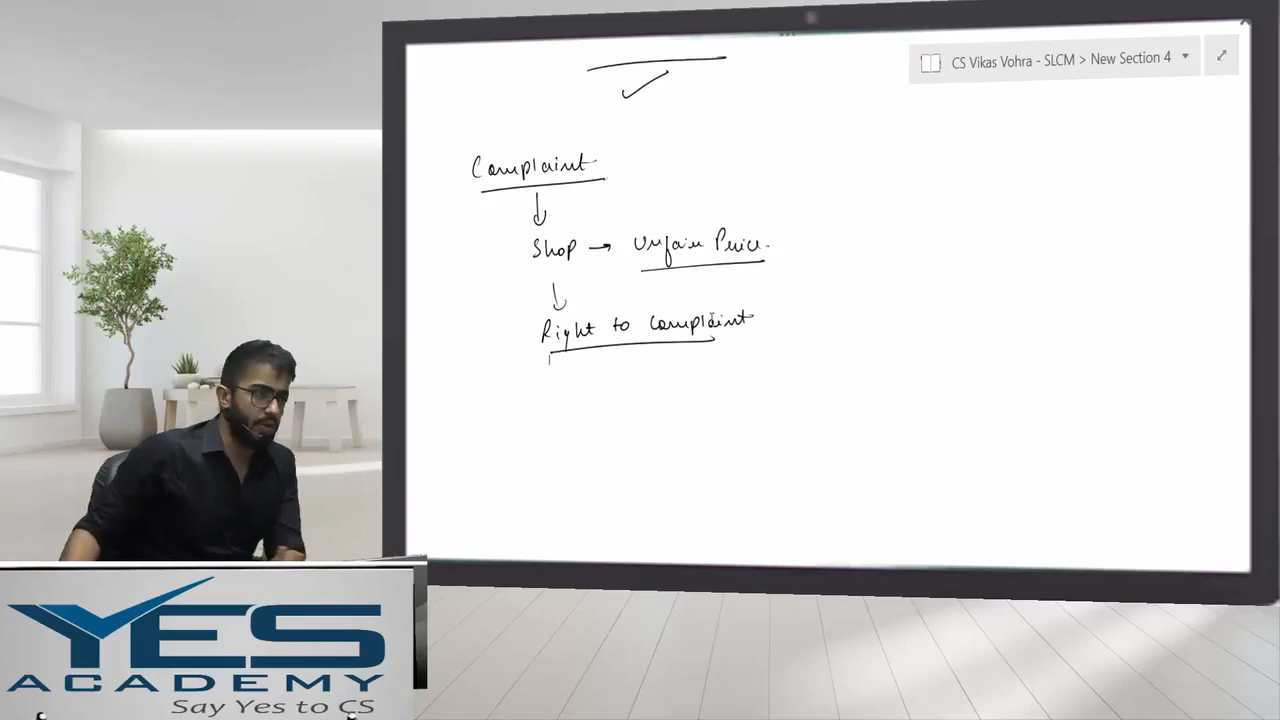 CS Vikas Vohra - SLCM > New Section 4
Complaint
Shop → Unfair Price.
Right to Complaint
YES
ACADEMY
Say Yes to CS